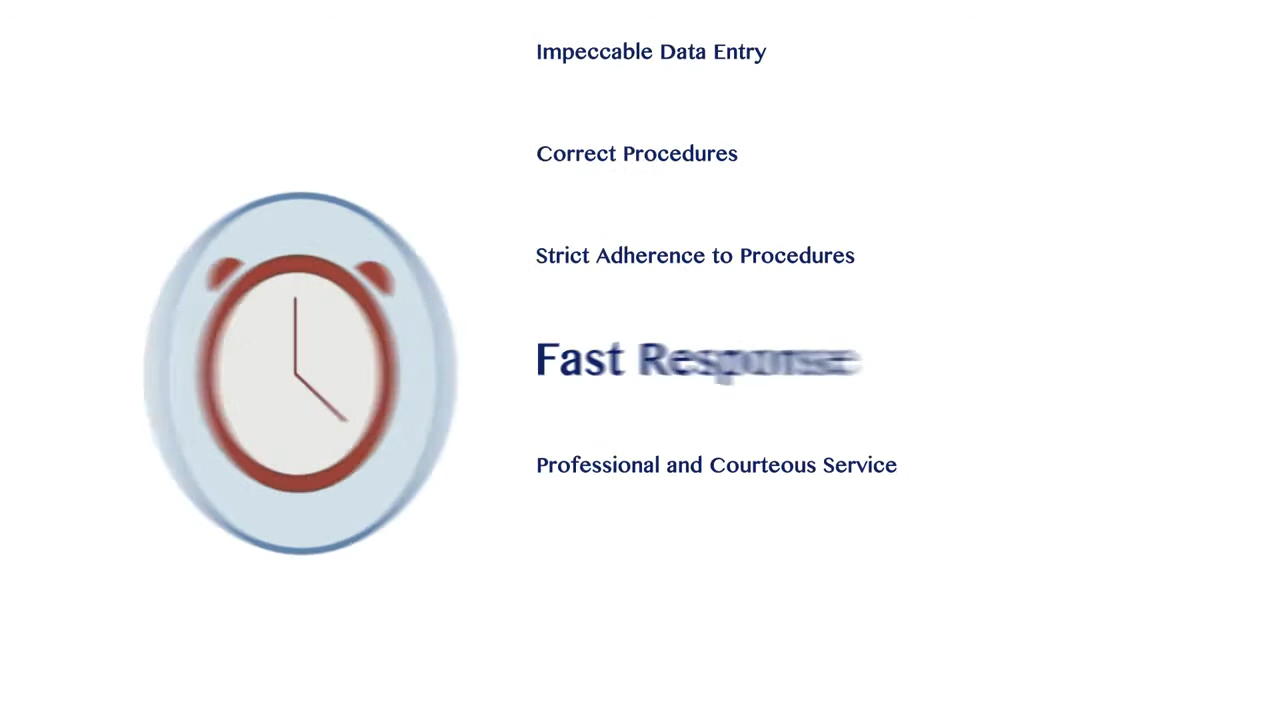 Impeccable Data Entry
Correct Procedures
Strict Adherence to Procedures
Fast Response
Professional and Courteous Service